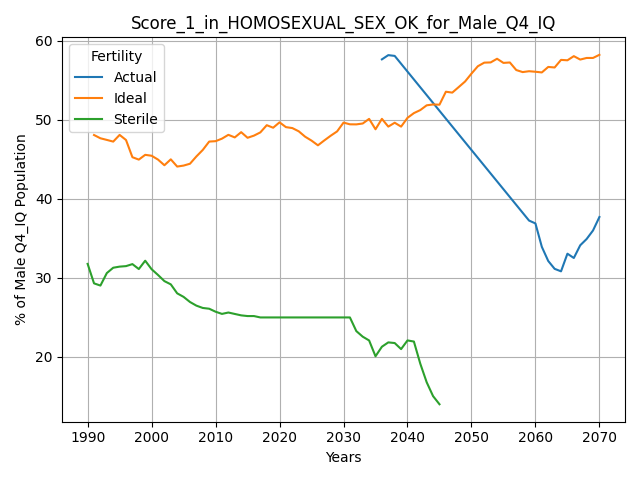 Score_1_in_HOMOSEXUAL_SEX_OK_for_Male_Q4_IQ
Fertility
Actual
Ideal
Sterile
% of Male Q4_IQ Population
60
50
40
30
20
1990 2000 2010 2020 2030 2040 2050 2060 2070
Years